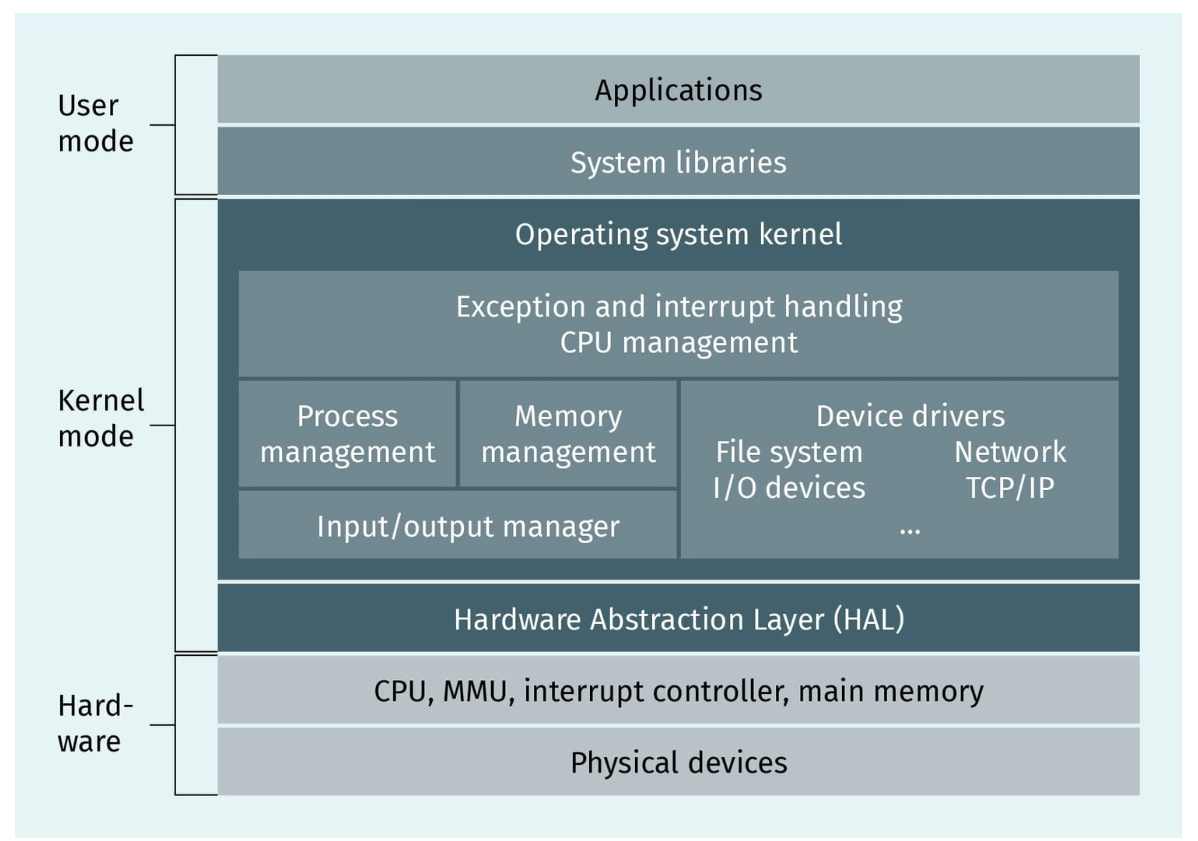 User
mode
Applications
System libraries
Kernel
mode
Operating system kernel
Exception and interrupt handling
CPU management
Process
management
Memory
management
Input/output manager
Device drivers
File system
I/O devices
Network
TCP/IP
...
Hardware Abstraction Layer (HAL)
Hard-
ware
CPU, MMU, interrupt controller, main memory
Physical devices